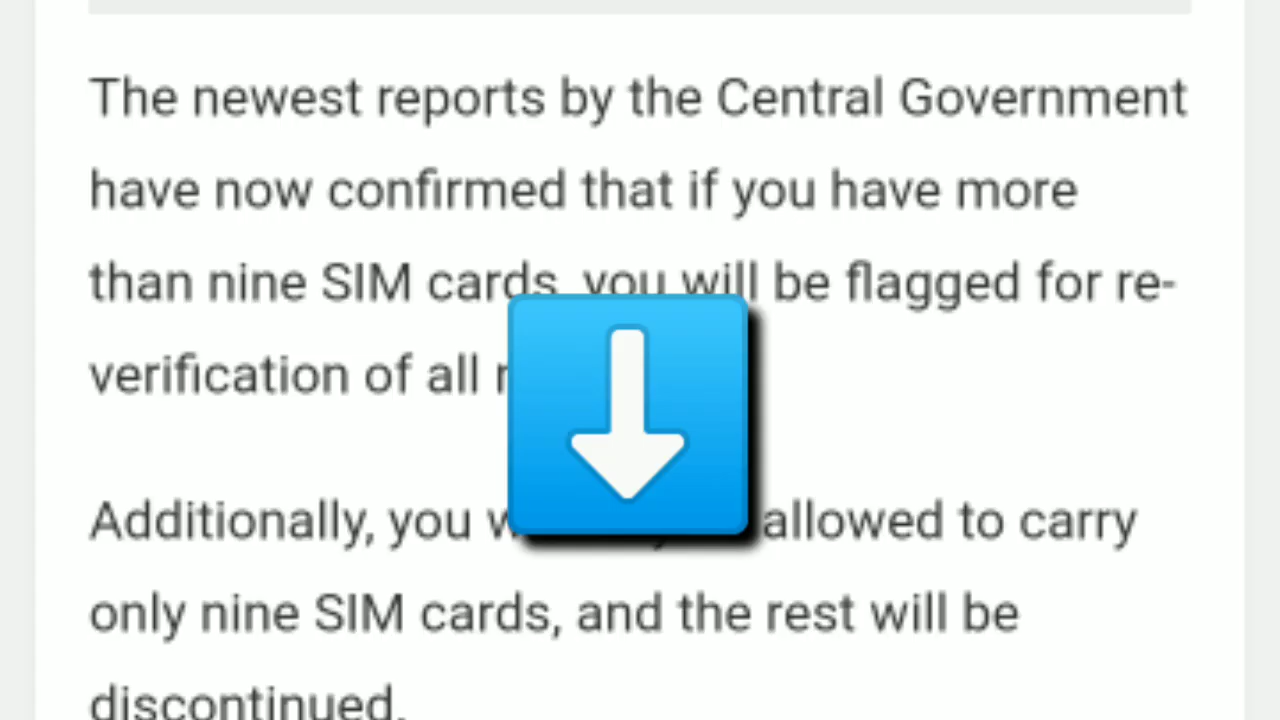 The newest reports by the Central Government
have now confirmed that if you have more
than nine SIM cards, you will be flagged for re-
verification of all
Additionally, you allowed to carry
only nine SIM cards, and the rest will be
discontinued.